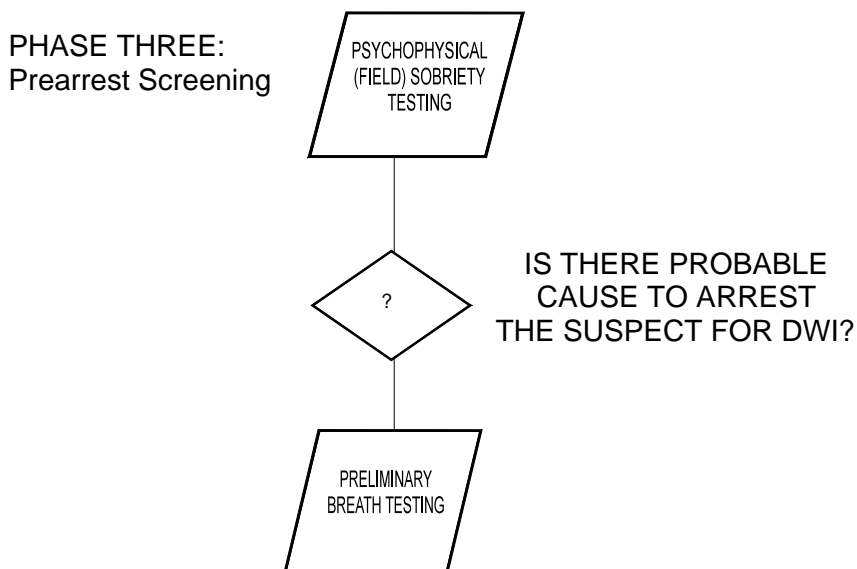 PHASE THREE:
Prearrest Screening
PSYCHOPHYSICAL
(FIELD) SOBRIETY
TESTING
?
IS THERE PROBABLE
CAUSE TO ARREST
THE SUSPECT FOR DWI?
PRELIMINARY
BREATH TESTING